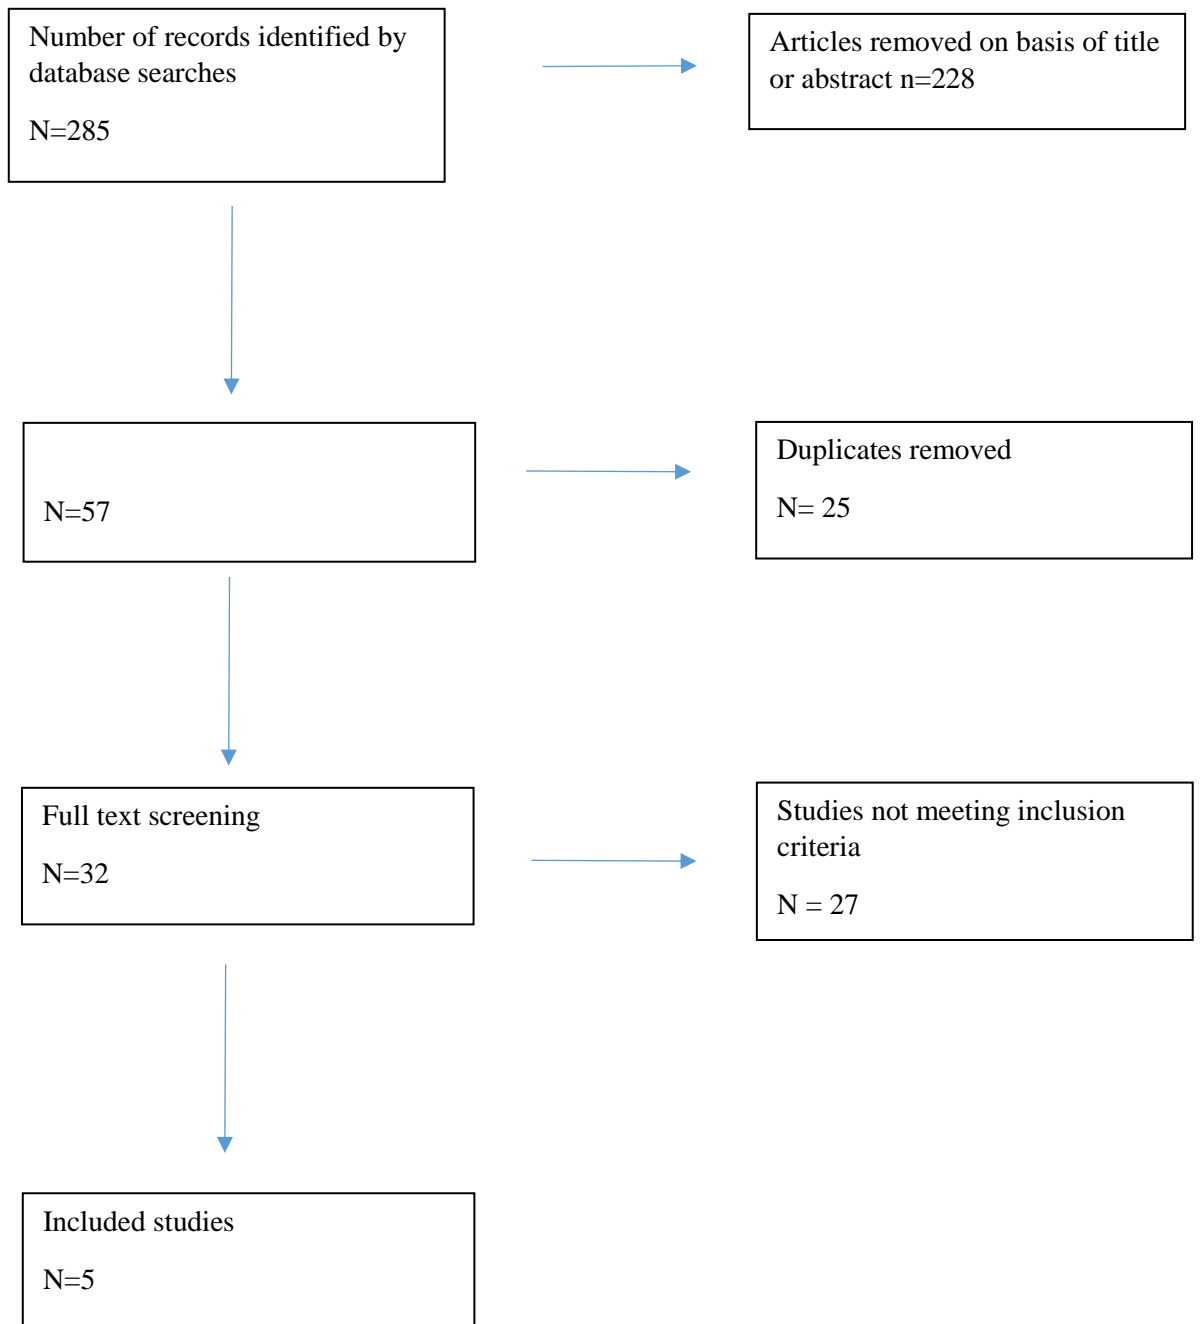 Number of records identified by
database searches
N=285
Articles removed on basis of title
or abstract n=228
N=57
Duplicates removed
N= 25
Full text screening
N=32
Studies not meeting inclusion
criteria
N = 27
Included studies
N=5